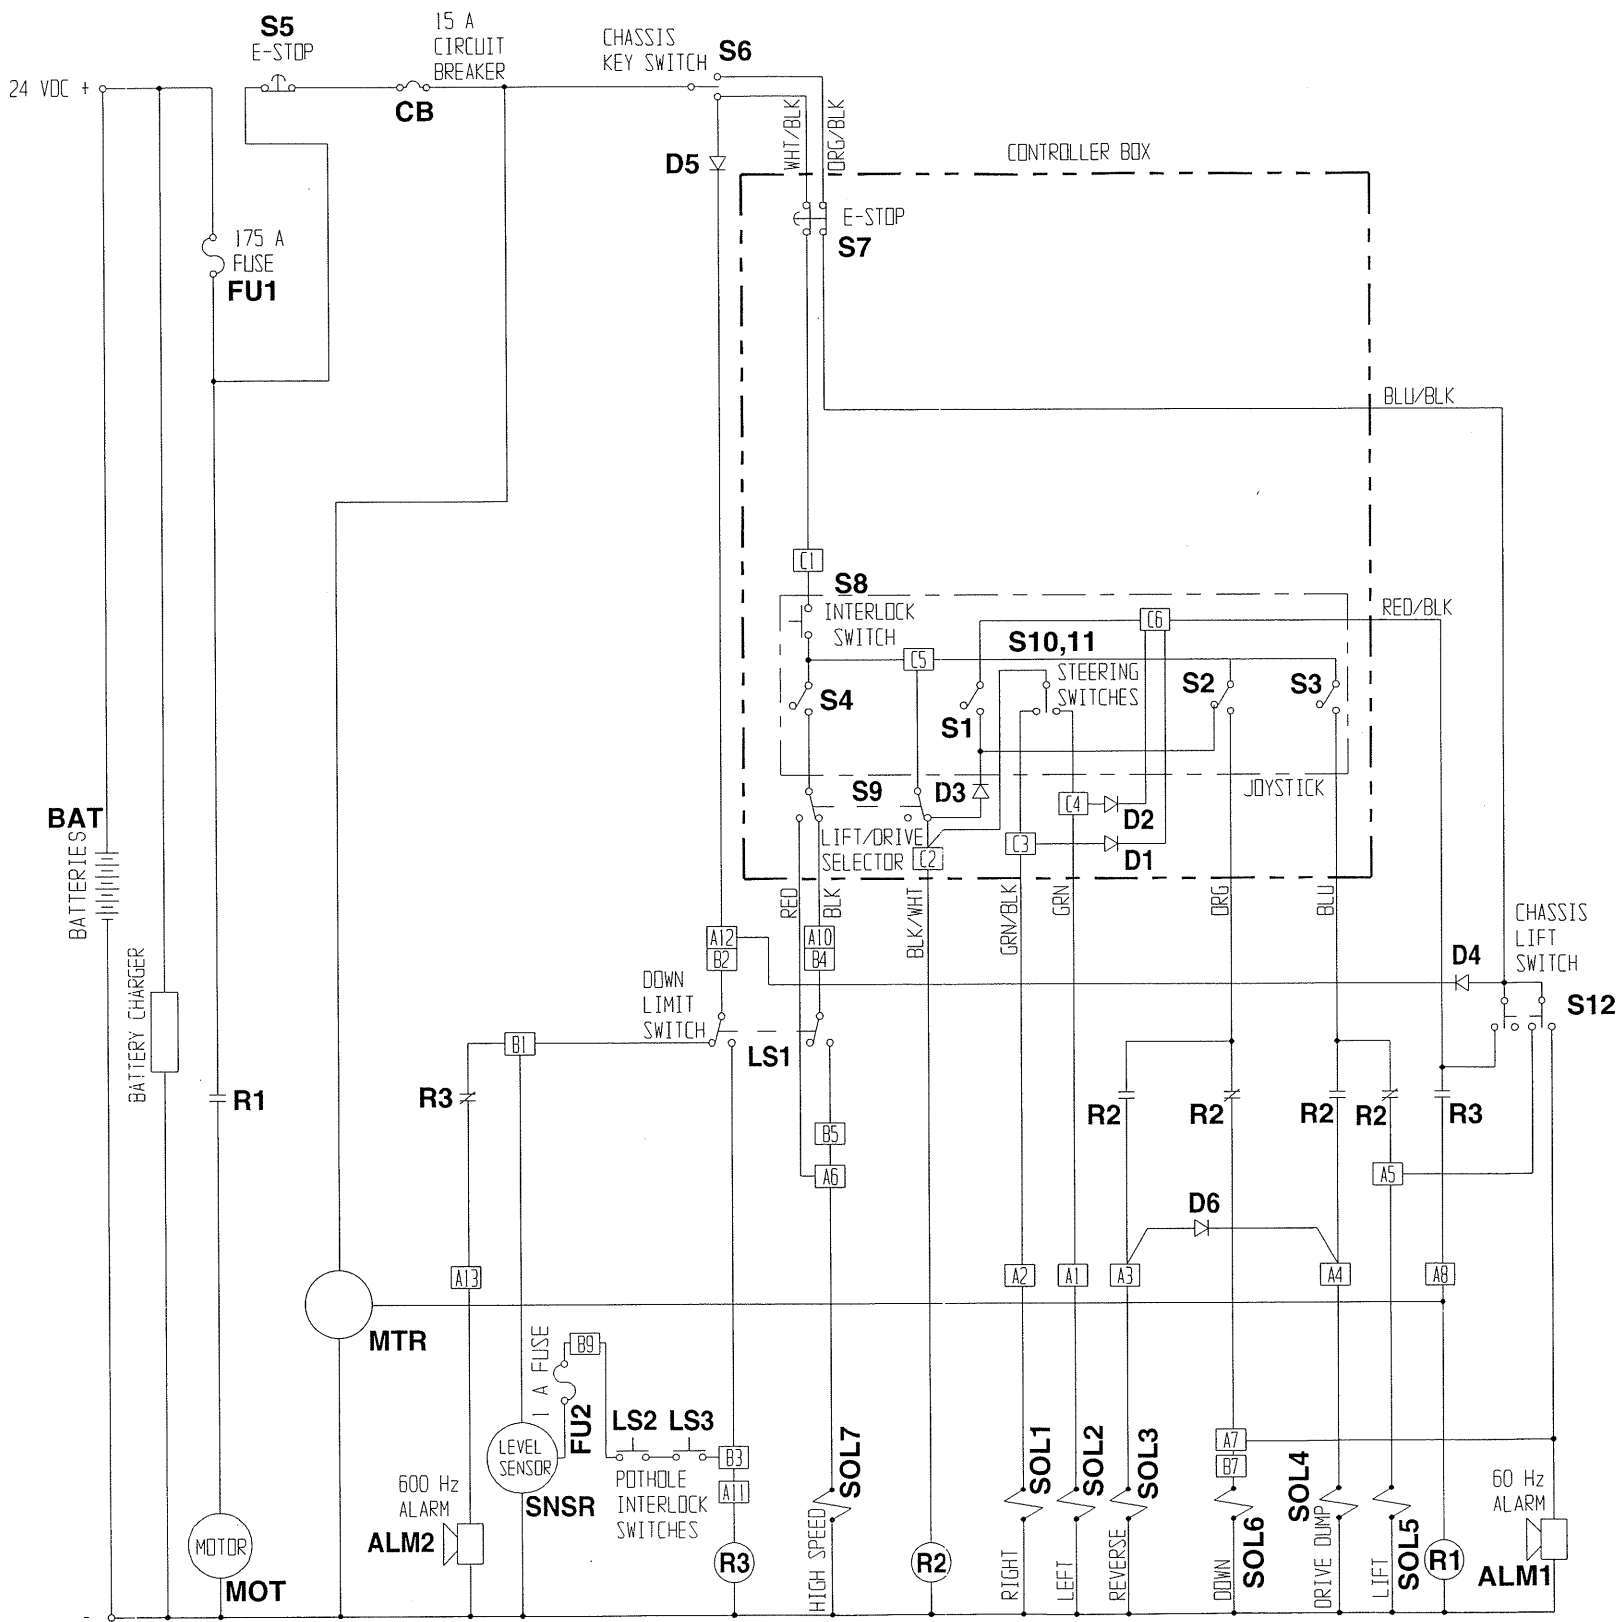 S5
E-STOP
15 A
CIRCUIT
BREAKER
CB
CHASSIS
KEY SWITCH
S6
24 VDC +
WHT/BLK
ORG/BLK
D5
CONTROLLER BOX
E-STOP
S7
175 A
FUSE
FU1
BLU/BLK
C1
S8
INTERLOCK
SWITCH
C6
RED/BLK
C5
S10,11
STEERING
SWITCHES
S4
S1
S2
S3
S9
D3
C4
D2
JOYSTICK
LIFT/DRIVE
SELECTOR
C2
C3
D1
BAT
BATTERIES
RED
BLK
BLK/WHT
GRN/BLK
GRN
ORG
BLU
A12
B2
A10
B4
CHASSIS
LIFT
SWITCH
D4
S12
BATTERY CHARGER
DOWN
LIMIT
SWITCH
LS1
B1
R1
R3
R2
R2
R2
R2
R3
B5
A6
A5
D6
A13
A2
A1
A3
A4
A8
MTR
1 A FUSE
B9
FU2
LS2
LS3
LEVEL
SENSOR
SNSR
POTHOLE
INTERLOCK
SWITCHES
B3
A11
A7
B7
SOL7
SOL1
SOL2
SOL3
SOL4
600 Hz
ALARM
ALM2
60 Hz
ALARM
ALM1
MOTOR
MOT
R3
HIGH SPEED
R2
RIGHT
LEFT
REVERSE
DOWN
SOL6
DRIVE DUMP
LIFT
SOL5
R1
-